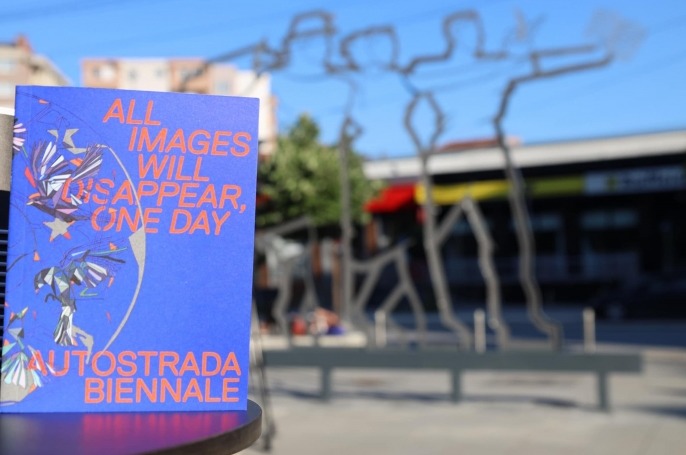 ALL
IMAGES
WILL
DISAPPEAR,
ONE DAY
AUTOSTRADA
BIENNALE